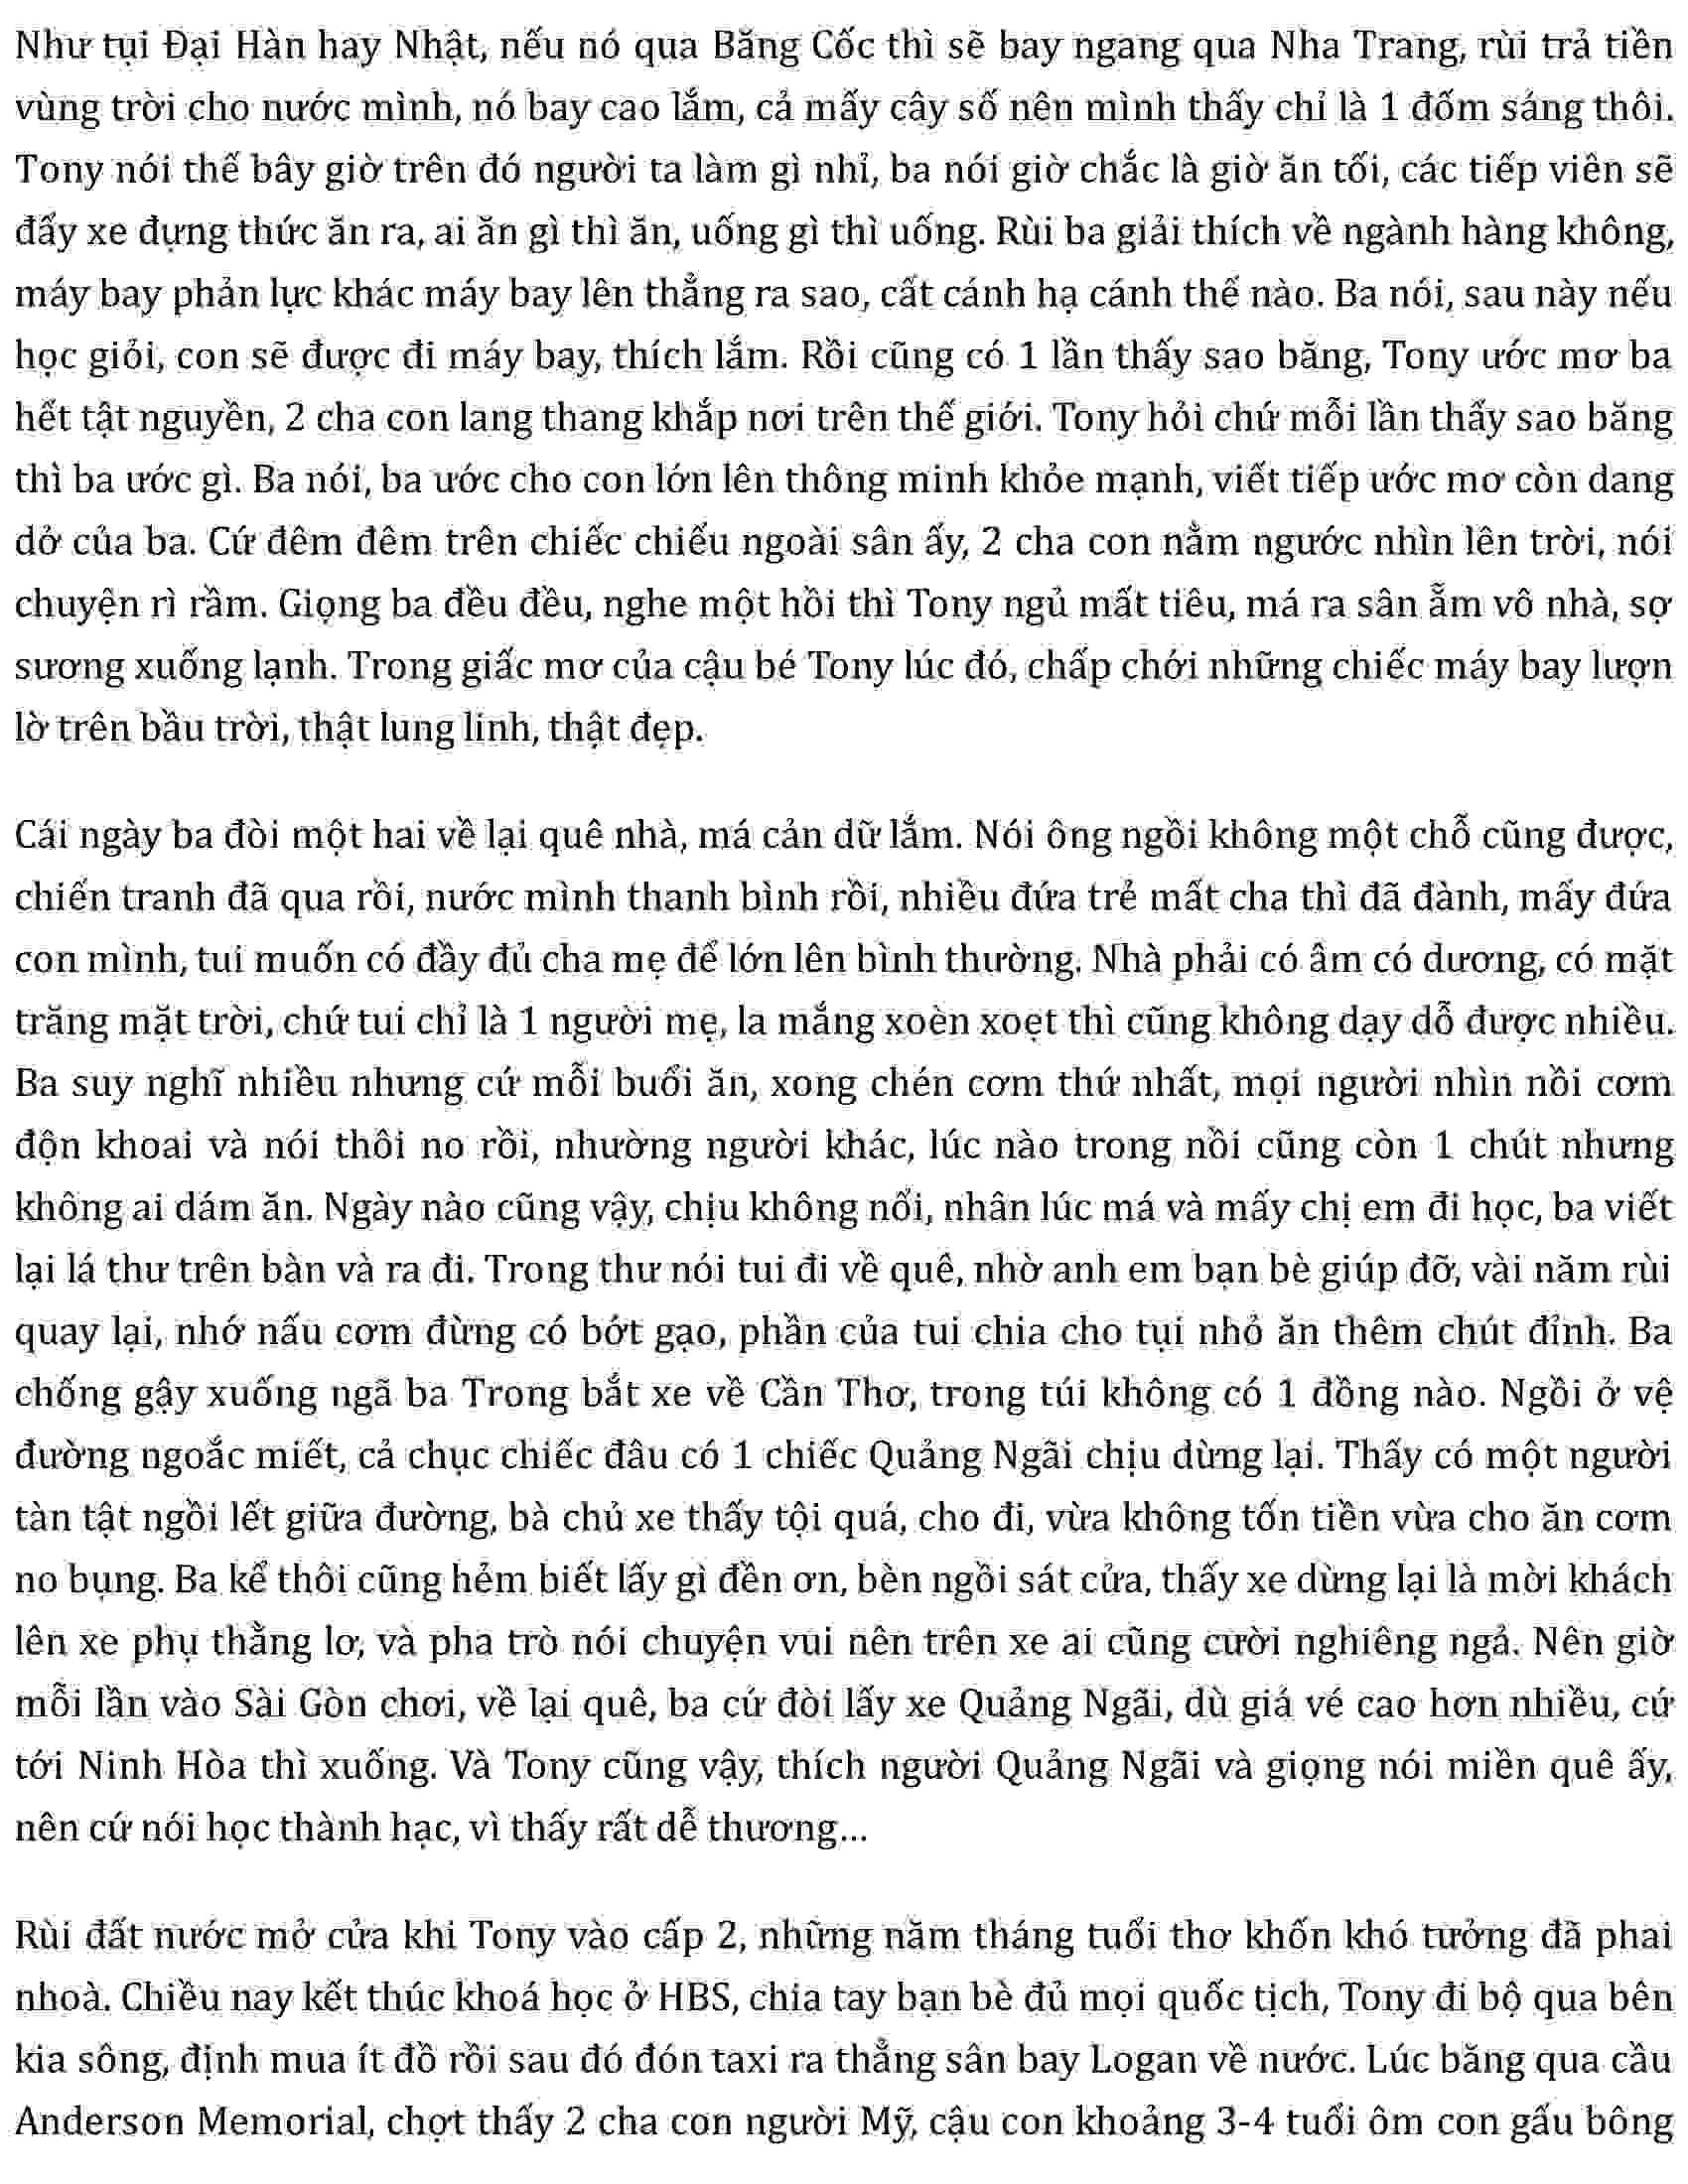 Như tụi Đại Hàn hay Nhật, nếu nó qua Băng Cốc thì sẽ bay ngang qua Nha Trang, rùi trả tiền
vùng trời cho nước mình, nó bay cao lắm, cả mấy cây số nên mình thấy chỉ là 1 đốm sáng thôi.
Tony nói thế bây giờ trên đó người ta làm gì nhỉ, ba nói giờ chắc là giờ ăn tối, các tiếp viên sẽ
đẩy xe đựng thức ăn ra, ai ăn gì thì ăn, uống gì thì uống. Rùi ba giải thích về ngành hàng không,
máy bay phản lực khác máy bay lên thẳng ra sao, cất cánh hạ cánh thế nào. Ba nói, sau này nếu
học giỏi, con sẽ được đi máy bay, thích lắm. Rồi cũng có 1 lần thấy sao băng, Tony ước mơ ba
hết tật nguyền, 2 cha con lang thang khắp nơi trên thế giới. Tony hỏi chứ mỗi lần thấy sao băng
thì ba ước gì. Ba nói, ba ước cho con lớn lên thông minh khỏe mạnh, viết tiếp ước mơ còn dang
dở của ba. Cứ đêm đêm trên chiếc chiếu ngoài sân ấy, 2 cha con nằm ngước nhìn lên trời, nói
chuyện rì rầm. Giọng ba đều đều, nghe một hồi thì Tony ngủ mất tiêu, má ra sân ẵm vô nhà, sợ
sương xuống lạnh. Trong giấc mơ của cậu bé Tony lúc đó, chấp chới những chiếc máy bay lượn
lờ trên bầu trời, thật lung linh, thật đẹp.
Cái ngày ba đòi một hai về lại quê nhà, má cản dữ lắm. Nói ông ngồi không một chỗ cũng được,
chiến tranh đã qua rồi, nước mình thanh bình rồi, nhiều đứa trẻ mất cha thì đã đành, mấy đứa
con mình, tui muốn có đầy đủ cha mẹ để lớn lên bình thường. Nhà phải có âm có dương, có mặt
trăng mặt trời, chứ tui chỉ là 1 người mẹ, la mắng xoèn xoẹt thì cũng không dạy dỗ được nhiều.
Ba suy nghĩ nhiều nhưng cứ mỗi buổi ăn, xong chén cơm thứ nhất, mọi người nhìn nồi cơm
độn khoai và nói thôi no rồi, nhường người khác, lúc nào trong nồi cũng còn 1 chút nhưng
không ai dám ăn. Ngày nào cũng vậy, chịu không nổi, nhân lúc má và mấy chị em đi học, ba viết
lại lá thư trên bàn và ra đi. Trong thư nói tui đi về quê, nhờ anh em bạn bè giúp đỡ, vài năm rùi
quay lại, nhớ nấu cơm đừng có bớt gạo, phần của tui chia cho tụi nhỏ ăn thêm chút đỉnh. Ba
chống gậy xuống ngã ba Trong bắt xe về Cần Thơ, trong túi không có 1 đồng nào. Ngồi ở vệ
đường ngoắc miết, cả chục chiếc đâu có 1 chiếc Quảng Ngãi chịu dừng lại. Thấy có một người
tàn tật ngồi lết giữa đường, bà chủ xe thấy tội quá, cho đi, vừa không tốn tiền vừa cho ăn cơm
no bụng. Ba kể thôi cũng hẻm biết lấy gì đền ơn, bèn ngồi sát cửa, thấy xe dừng lại là mời khách
lên xe phụ thằng lơ, và pha trò nói chuyện vui nên trên xe ai cũng cười nghiêng ngả. Nên giờ
mỗi lần vào Sài Gòn chơi, về lại quê, ba cứ đòi lấy xe Quảng Ngãi, dù giá vé cao hơn nhiều, cứ
tới Ninh Hòa thì xuống. Và Tony cũng vậy, thích người Quảng Ngãi và giọng nói miền quê ấy,
nên cứ nói học thành hạc, vì thấy rất dễ thương...
Rùi đất nước mở cửa khi Tony vào cấp 2, những năm tháng tuổi thơ khốn khó tưởng đã phai
nhoà. Chiều nay kết thúc khoá học ở HBS, chia tay bạn bè đủ mọi quốc tịch, Tony đi bộ qua bên
kia sông, định mua ít đồ rồi sau đó đón taxi ra thẳng sân bay Logan về nước. Lúc băng qua cầu
Anderson Memorial, chợt thấy 2 cha con người Mỹ, cậu con khoảng 3-4 tuổi ôm con gấu bông